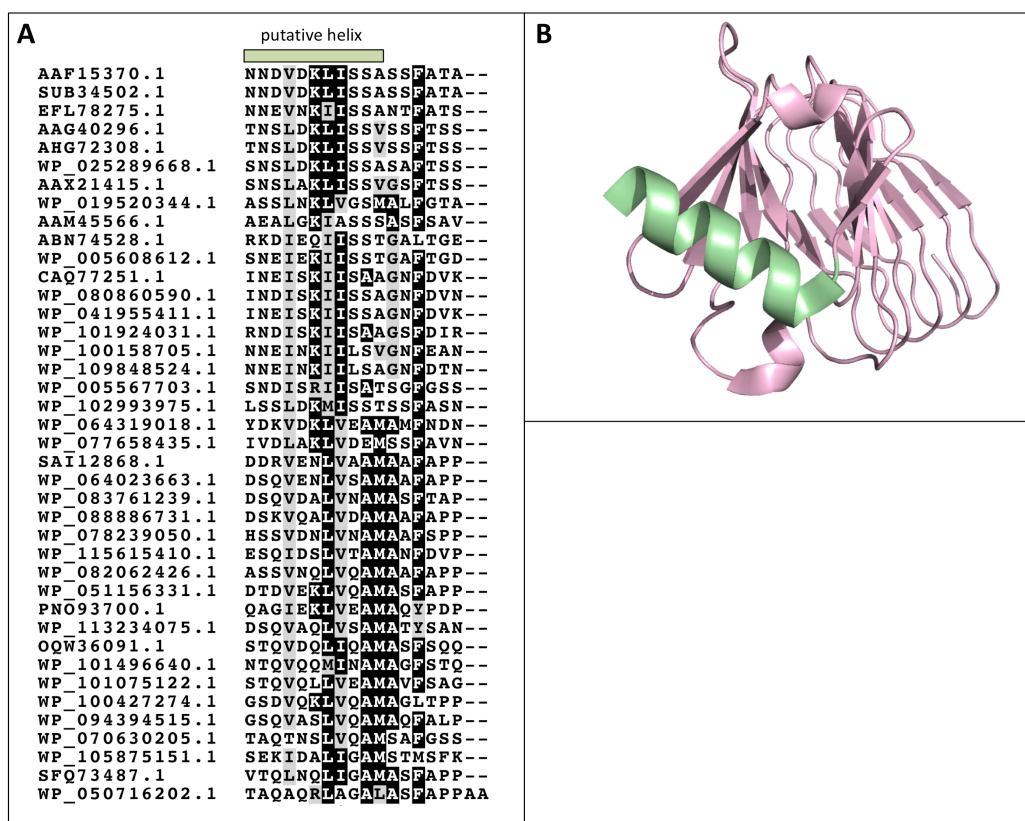 A
putative helix
B
AAF15370.1 NNDVDKLISSASSFATA--
SUB34502.1 NNDVDKLISSASSFATA--
EFL78275.1 NNEVNKIISSANTFATS--
AAG40296.1 TNSLDKLISSVSSFTSS--
AHG72308.1 TNSLDKLISSVSSFTSS--
WP_025289668.1 SNSLDKLISSASAFTSS--
AAX21415.1 SNSLAKLISSVGSFTSS--
WP_019520344.1 ASSLNKLVGSMALFGTA--
AAM45566.1 AEALGKIASSSASFSAV--
ABN74528.1 RKDIEQIISSTGALTGE--
WP_005608612.1 SNEIEKIISSTGAFTGD--
CAQ77251.1 INEISKIISAAGNFDVK--
WP_080860590.1 INDISKIISSAGNFDVN--
WP_041955411.1 INEISKIISSAGNFDVK--
WP_101924031.1 RNDISKIISAAGSFDIR--
WP_100158705.1 NNEINKIILSVGNFEAN--
WP_109848524.1 NNEINKIILSAGNFDTN--
WP_005567703.1 SNDISRIISATSGFGSS--
WP_102993975.1 LSSLDKMISSTSSFASN--
WP_064319018.1 YDKVDKLVEAMAMFNDN--
WP_077658435.1 IVDLAKLVDEMSSFAVN--
SAI12868.1 DDRVENLVAAMAAFAPP--
WP_064023663.1 DSQVENLVSAMAAFAPP--
WP_083761239.1 DSQVDALVNAMASFTAP--
WP_088886731.1 DSKVQALVDAMAAFAPP--
WP_078239050.1 HSSVDNLVNAMAAFSPP--
WP_115615410.1 ESQIDSLVTAMANFDVP--
WP_082062426.1 ASSVNQLVQAMAAFAPP--
WP_051156331.1 DTDVEKLVQAMASFAPP--
PNO93700.1 QAGIEKLVEAMAQYPDP--
WP_113234075.1 DSQVAQLVSAMATYSAN--
OQW36091.1 STQVDQLIQAMASFSQQ--
WP_101496640.1 NTQVQQMINAMAGFSTQ--
WP_101075122.1 STQVQLLVEAMAVFSAG--
WP_100427274.1 GSDVQKLVQAMAGLTPP--
WP_094394515.1 GSQVASLVQAMAQFALP--
WP_070630205.1 TAQTNSLVQAMSAFGSS--
WP_105875151.1 SEKIDALIGAMSTMSFK--
SFQ73487.1 VTQLNQLIGAMASFAPP--
WP_050716202.1 TAQAQRLAGALASFAPPAA